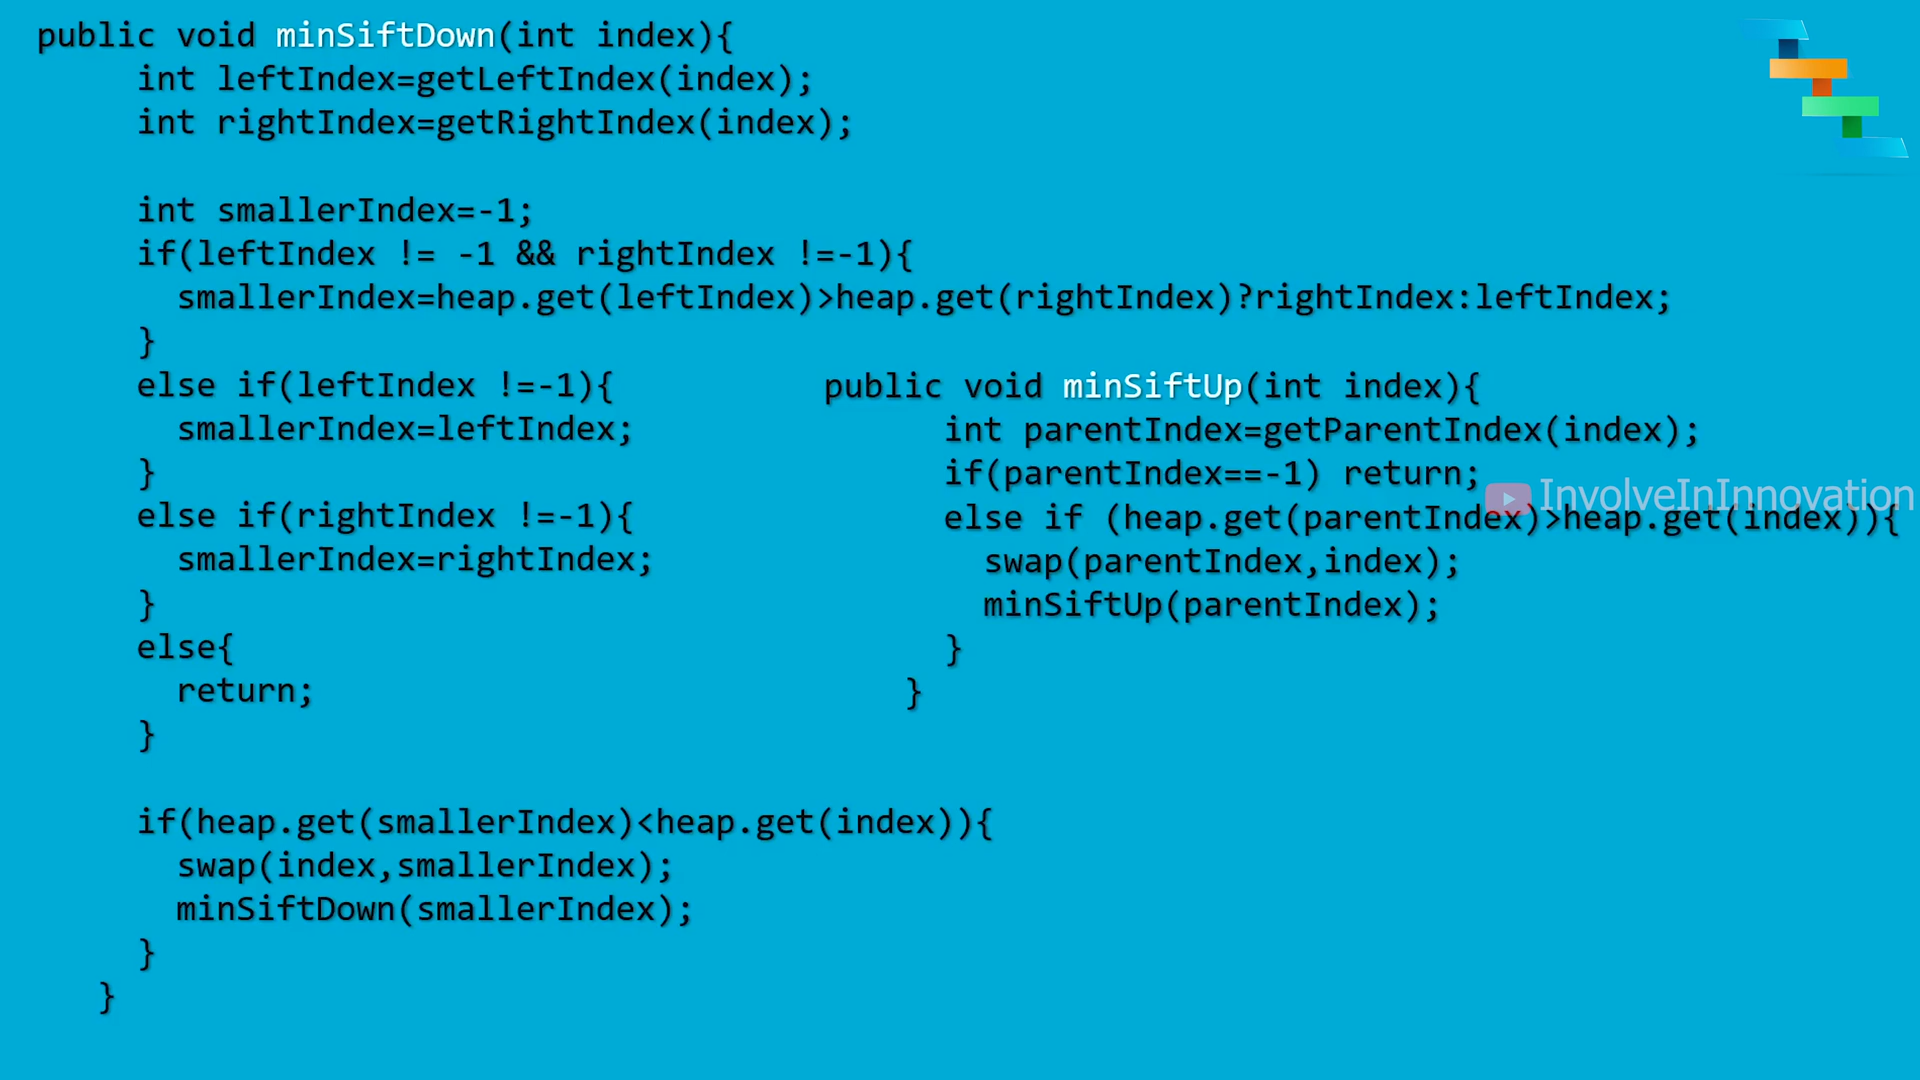 public void minSiftDown(int index){
int leftIndex=getLeftIndex(index);
int rightIndex=getRightIndex(index);
int smallerIndex=-1;
if(leftIndex != -1 && rightIndex !=-1){
smallerIndex=heap.get(leftIndex)>heap.get(rightIndex)?rightIndex:leftIndex;
}
else if(leftIndex !=-1){
smallerIndex=leftIndex;
}
else if(rightIndex !=-1){
smallerIndex=rightIndex;
}
else{
return;
}
if(heap.get(smallerIndex)<heap.get(index)){
swap(index,smallerIndex);
minSiftDown(smallerIndex);
}
}
public void minSiftUp(int index){
int parentIndex=getParentIndex(index);
if(parentIndex==-1) return;
else if (heap.get(parentIndex)>heap.get(index)){
swap(parentIndex,index);
minSiftUp(parentIndex);
}
}
InvolveInInnovation